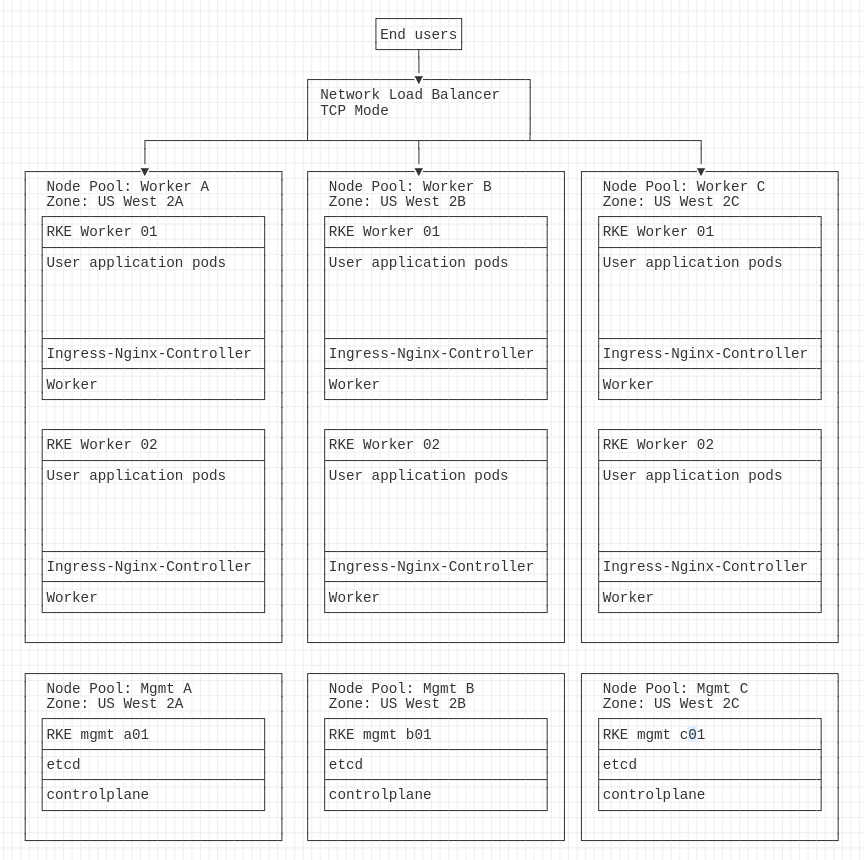 End users
Network Load Balancer
TCP Mode
Node Pool: Worker A
Zone: US West 2A
RKE Worker 01
User application pods
Ingress-Nginx-Controller
Worker
RKE Worker 02
User application pods
Ingress-Nginx-Controller
Worker
Node Pool: Worker B
Zone: US West 2B
RKE Worker 01
User application pods
Ingress-Nginx-Controller
Worker
RKE Worker 02
User application pods
Ingress-Nginx-Controller
Worker
Node Pool: Worker C
Zone: US West 2C
RKE Worker 01
User application pods
Ingress-Nginx-Controller
Worker
RKE Worker 02
User application pods
Ingress-Nginx-Controller
Worker
Node Pool: Mgmt A
Zone: US West 2A
RKE mgmt a01
etcd
controlplane
Node Pool: Mgmt B
Zone: US West 2B
RKE mgmt b01
etcd
controlplane
Node Pool: Mgmt C
Zone: US West 2C
RKE mgmt c01
etcd
controlplane